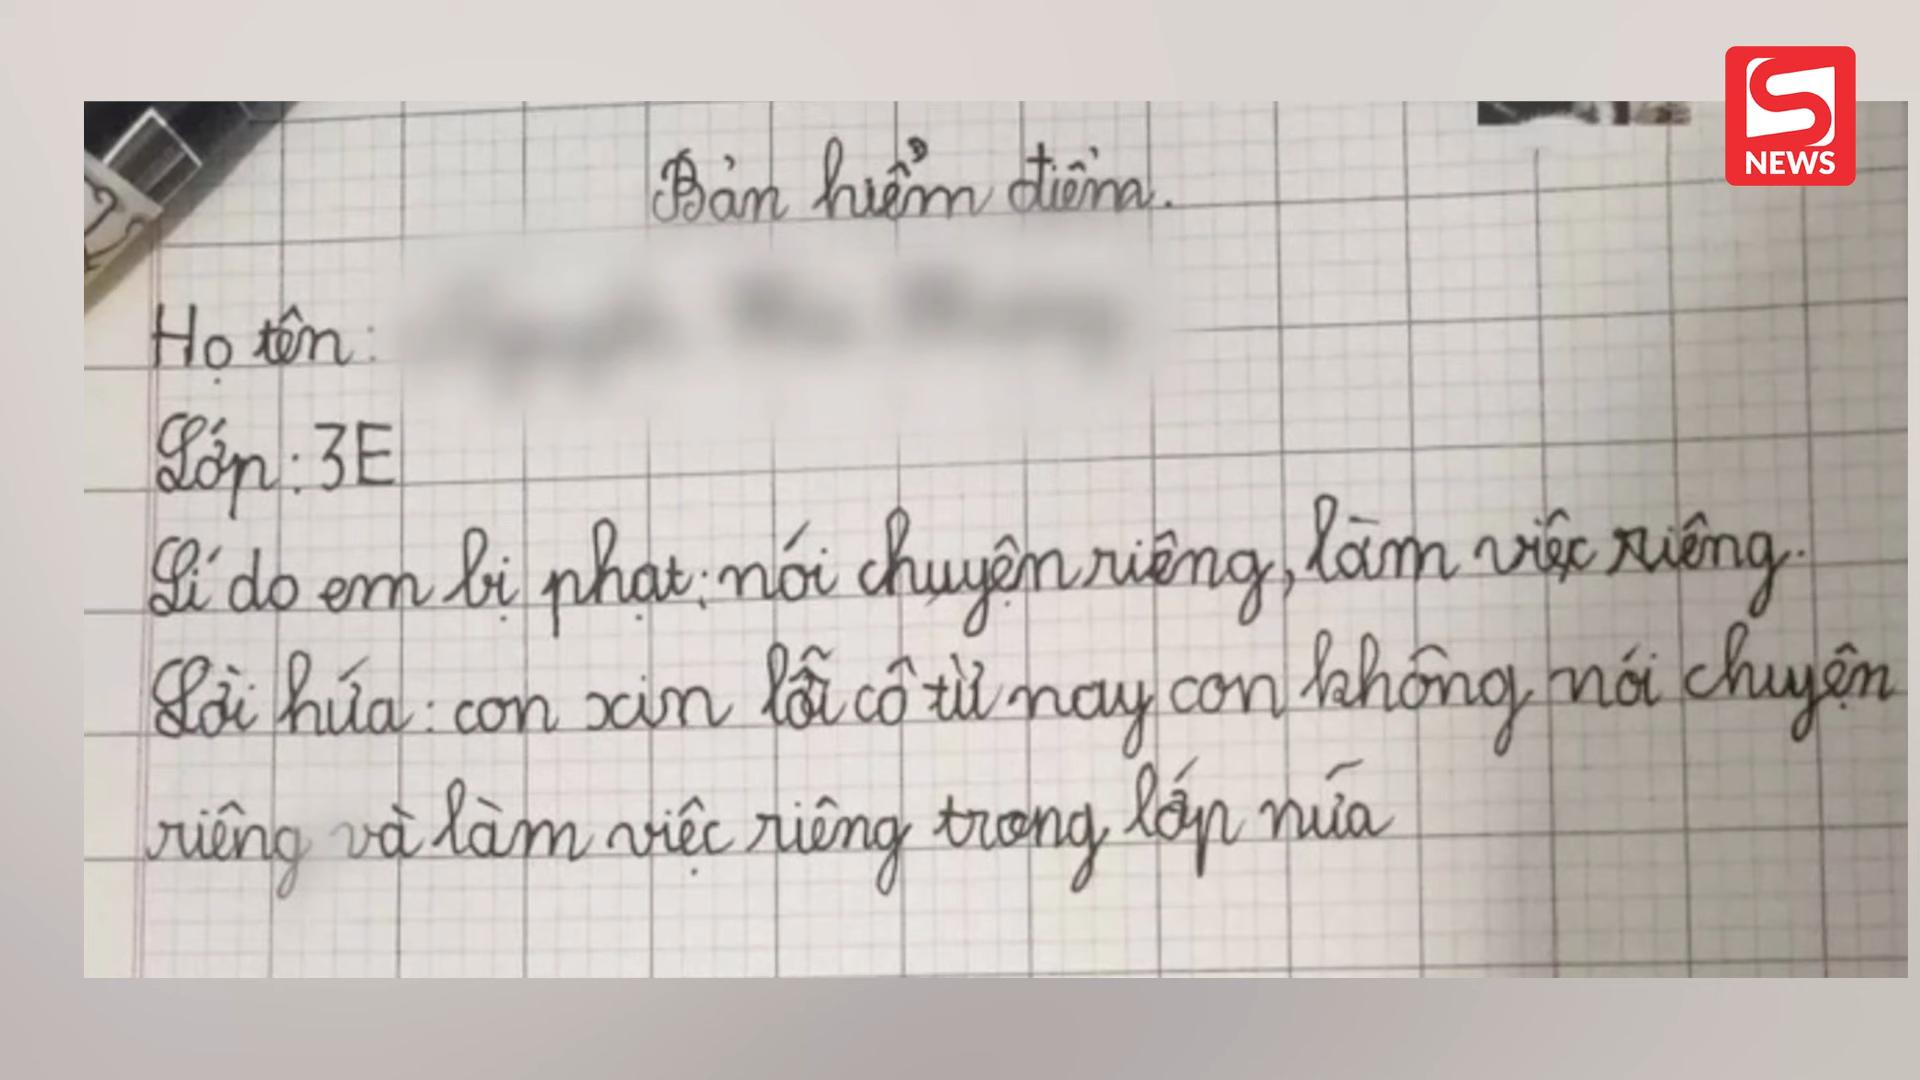 S
NEWS
Bản hiểm điểm.
Họ tên:
Lớp: 3E
Lí do em bị phạt: nói chuyện riêng, làm việc riêng.
Lời hứa: con xin lỗi cô từ nay con không nói chuyện
riêng và làm việc riêng trong lớp nữa